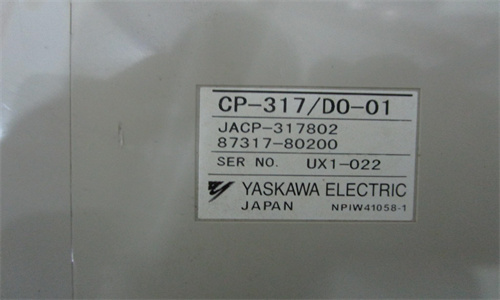 CP-317/DO-01
JACP-317802
87317-80200
SER NO. UX1-022
YASKAWA ELECTRIC
JAPAN NPIW41058-1